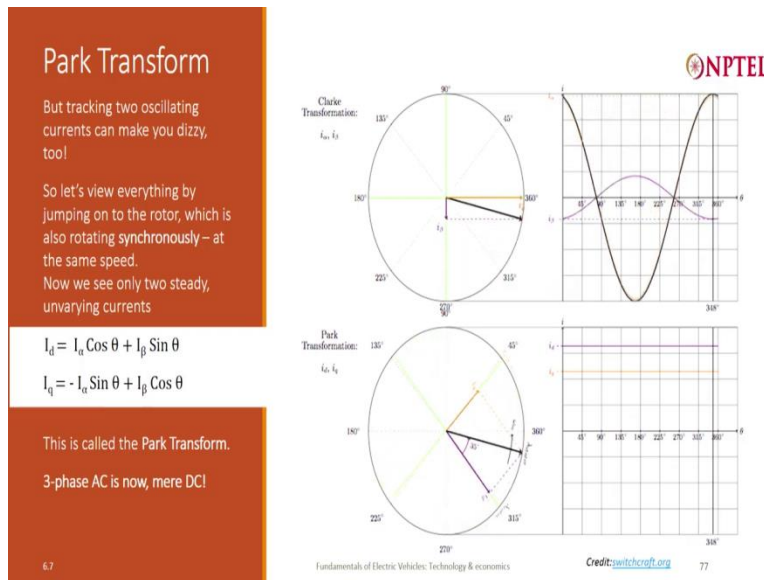 Park Transform
But tracking two oscillating
currents can make you dizzy,
too!
So let's view everything by
jumping on to the rotor, which is
also rotating synchronously – at
the same speed.
Now we see only two steady,
unvarying currents
I_d = I_α Cos θ + I_β Sin θ
I_q = - I_α Sin θ + I_β Cos θ
This is called the Park Transform.
3-phase AC is now, mere DC!
6.7
NPTEL
Clarke
Transformation:
i_α, i_β
90°
45°
360°
315°
270°
225°
180°
135°
i_β
i
i_α
i_β
45° 90° 135° 180° 225° 270° 315° 360° θ
348°
Park
Transformation:
i_d, i_q
90°
45°
360°
315°
270°
225°
180°
135°
i
i_d
i_q
45° 90° 135° 180° 225° 270° 315° 360° θ
348°
Fundamentals of Electric Vehicles: Technology & economics
Credit:switchcraft.org
77